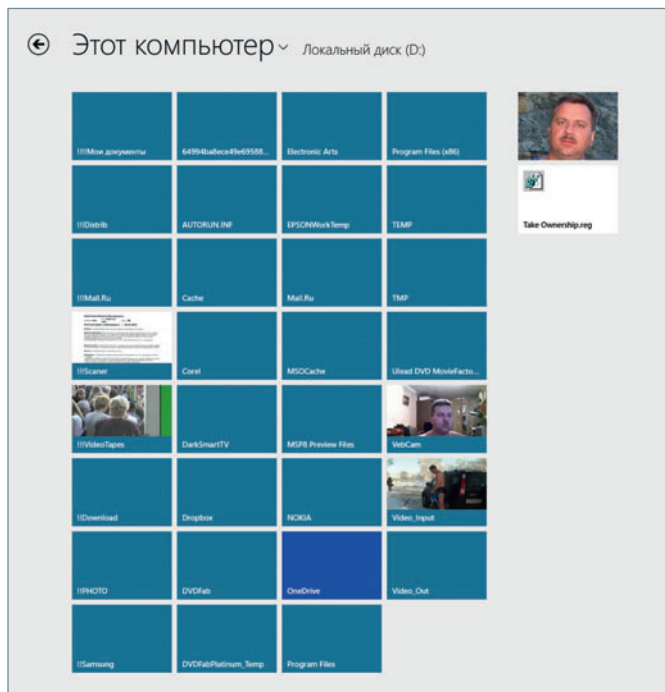 Этот компьютер Локальный диск (D:)
!!!!Мои документы
64994ba8ece49e69588...
Electronic Arts
Program Files (x86)
!!!Distrib
AUTORUN.INF
EPSONWorkTemp
TEMP
Take Ownership.reg
!!!Mail.Ru
Cache
Mail.Ru
TMP
!!!Scaner
Corel
MSOCache
Ulead DVD MovieFacto...
!!!VideoTapes
DarkSmartTV
MSPB Preview Files
VebCam
!!Download
Dropbox
NOKIA
Video_Input
!!PHOTO
DVDFab
OneDrive
Video_Out
!!Samsung
DVDFabPlatinum_Temp
Program Files